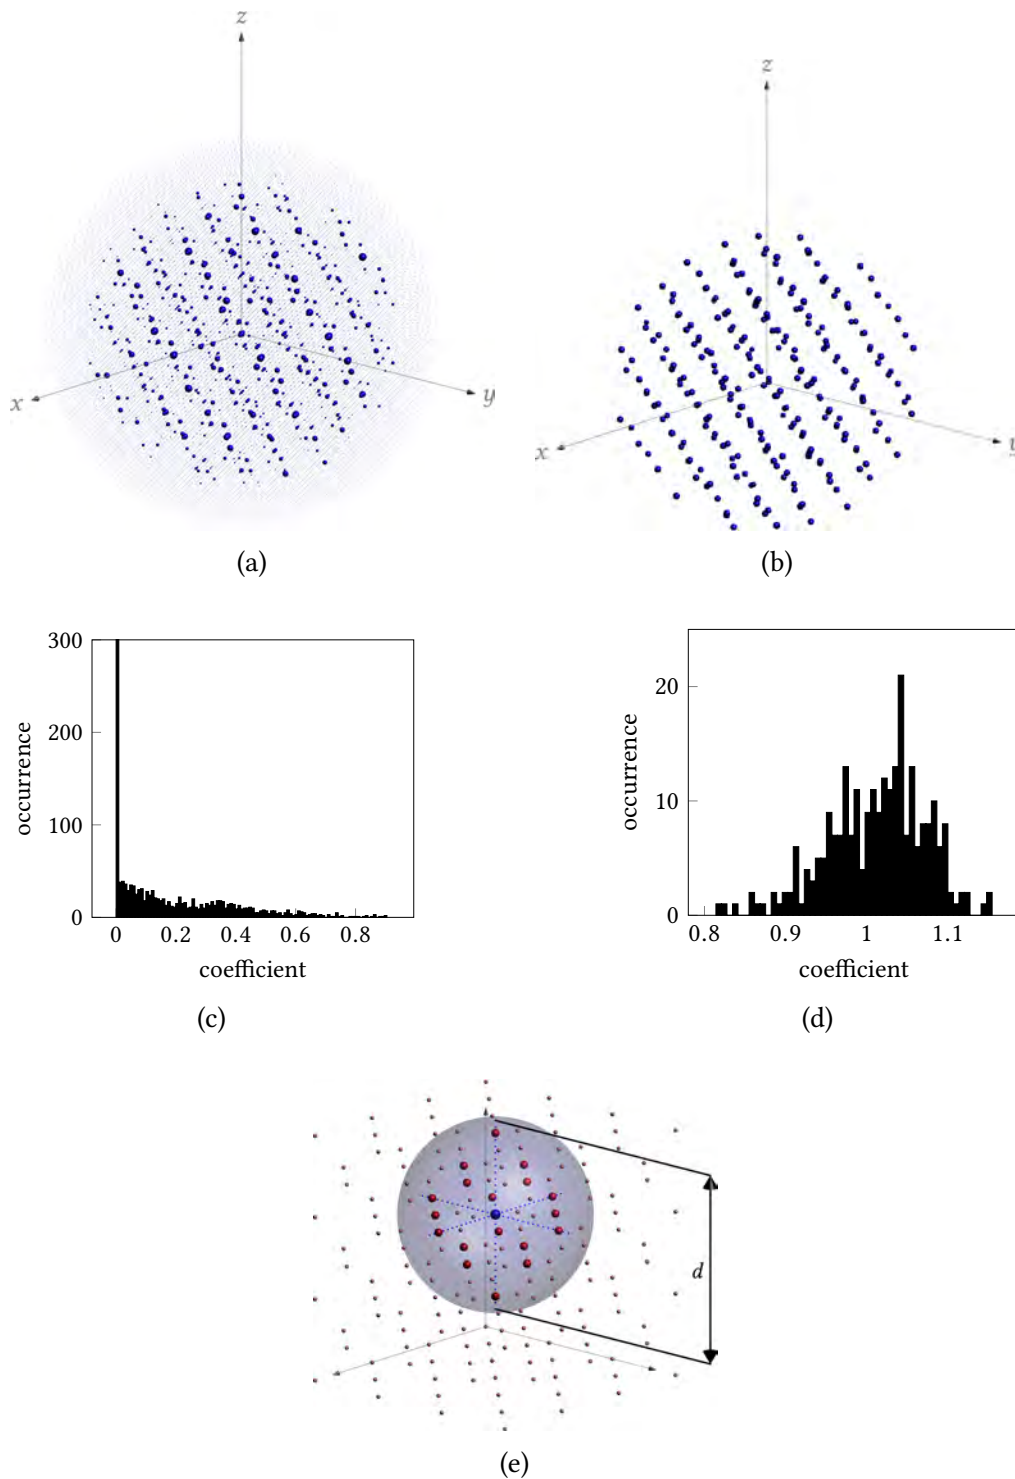 z
x
y
(a)
z
x
y
(b)
300
200
100
0
occurrence
0 0.2 0.4 0.6 0.8
coefficient
(c)
20
10
0
occurrence
0.8 0.9 1 1.1
coefficient
(d)
d
(e)